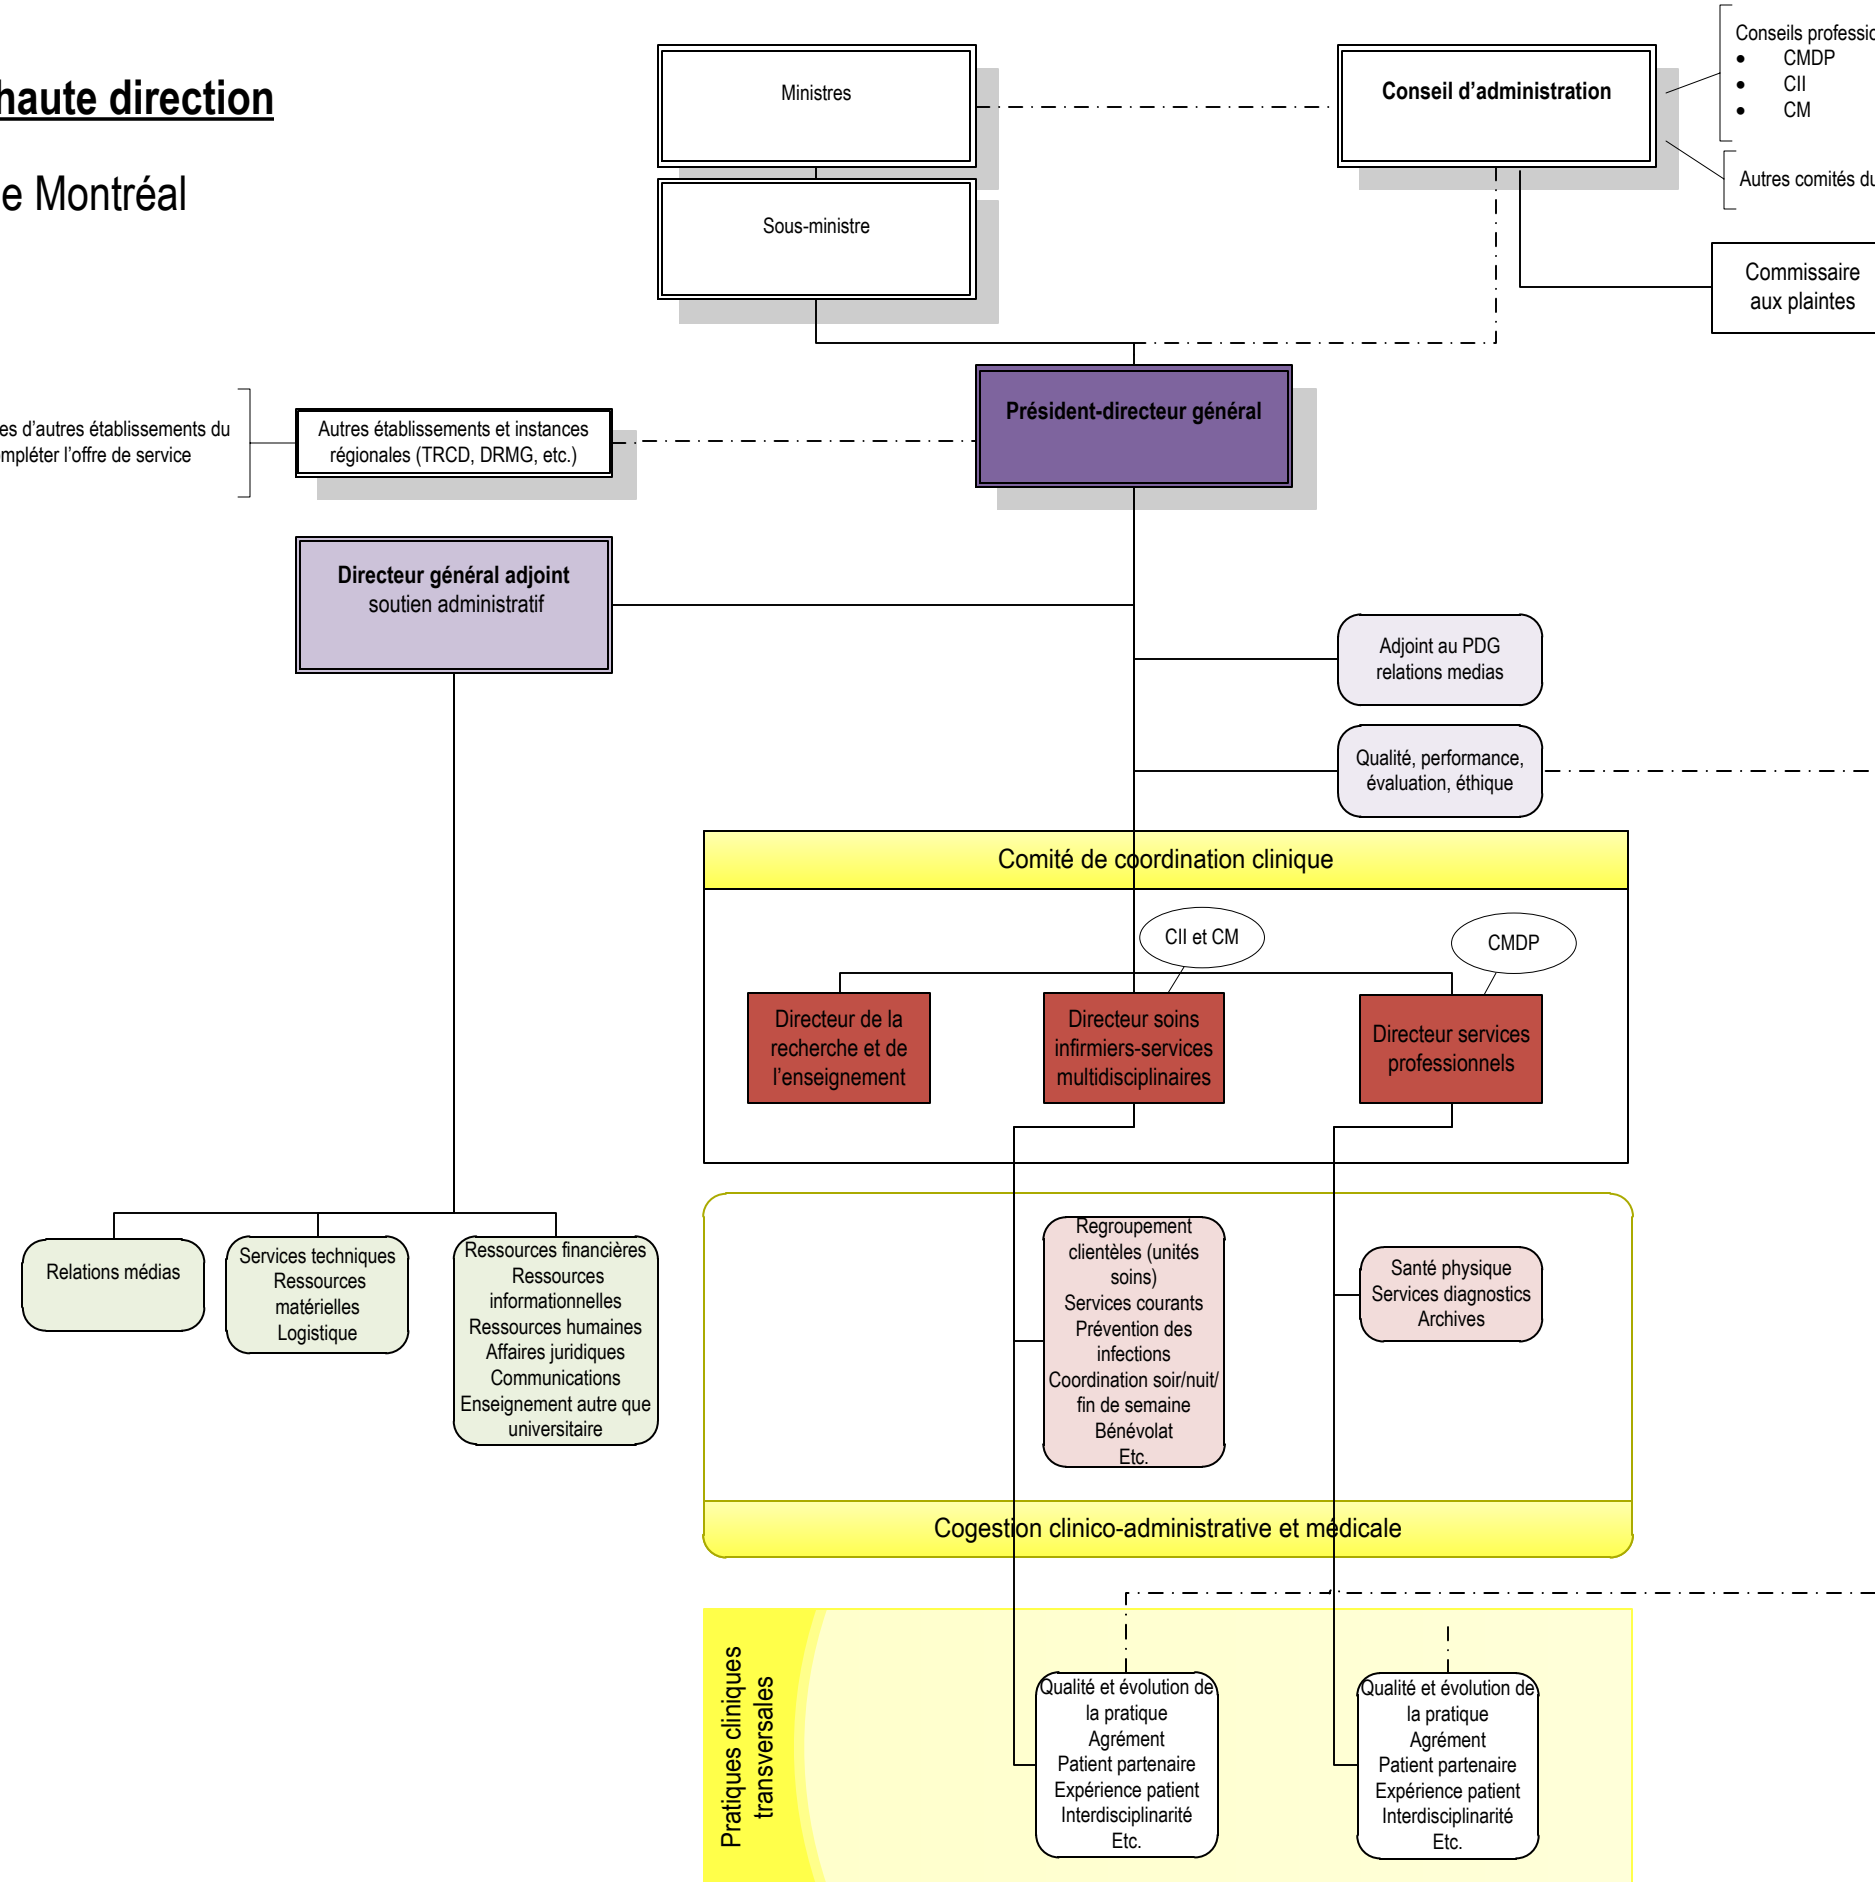 haute direction
e Montréal
Ministres
Sous-ministre
Conseil d’administration
Conseils professio
• CMDP
• CII
• CM
Autres comités du
Commissaire
aux plaintes
Président-directeur général
es d’autres établissements du
mpléter l’offre de service
Autres établissements et instances
régionales (TRCD, DRMG, etc.)
Directeur général adjoint
soutien administratif
Adjoint au PDG
relations medias
Qualité, performance,
évaluation, éthique
Comité de coordination clinique
CII et CM
CMDP
Directeur de la
recherche et de
l’enseignement
Directeur soins
infirmiers-services
multidisciplinaires
Directeur services
professionnels
Relations médias
Services techniques
Ressources
matérielles
Logistique
Ressources financières
Ressources
informationnelles
Ressources humaines
Affaires juridiques
Communications
Enseignement autre que
universitaire
Regroupement
clientèles (unités
soins)
Services courants
Prévention des
infections
Coordination soir/nuit/
fin de semaine
Bénévolat
Etc.
Santé physique
Services diagnostics
Archives
Cogestion clinico-administrative et médicale
Pratiques cliniques
transversales
Qualité et évolution de
la pratique
Agrément
Patient partenaire
Expérience patient
Interdisciplinarité
Etc.
Qualité et évolution de
la pratique
Agrément
Patient partenaire
Expérience patient
Interdisciplinarité
Etc.